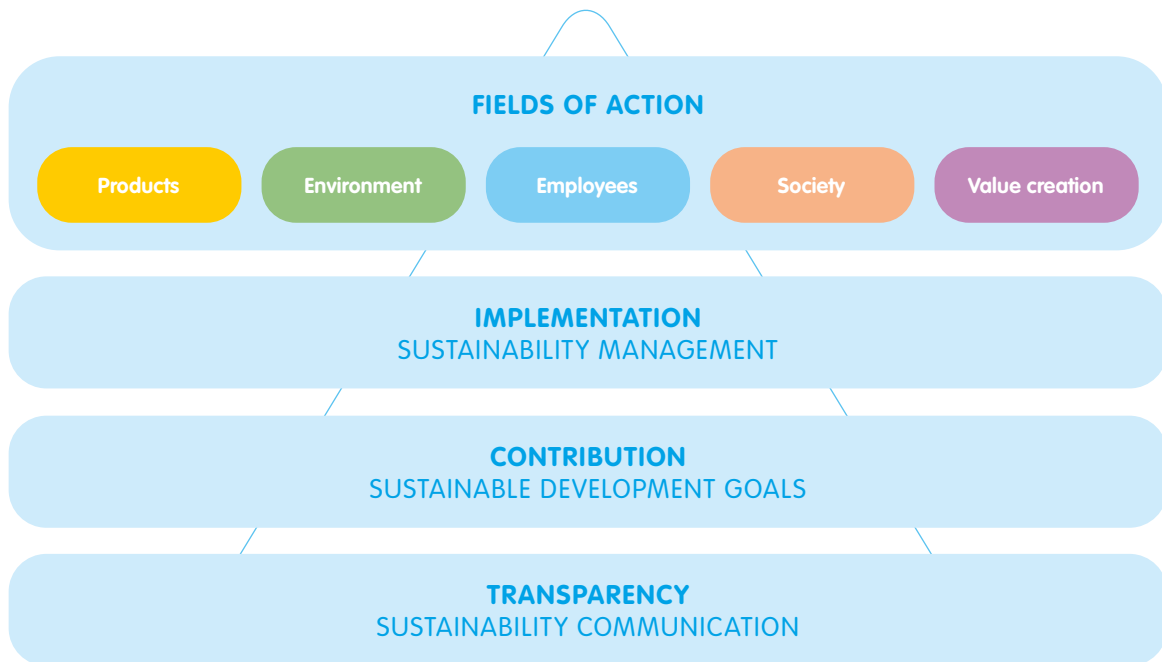 FIELDS OF ACTION
Products
Environment
Employees
Society
Value creation
IMPLEMENTATION
SUSTAINABILITY MANAGEMENT
CONTRIBUTION
SUSTAINABLE DEVELOPMENT GOALS
TRANSPARENCY
SUSTAINABILITY COMMUNICATION